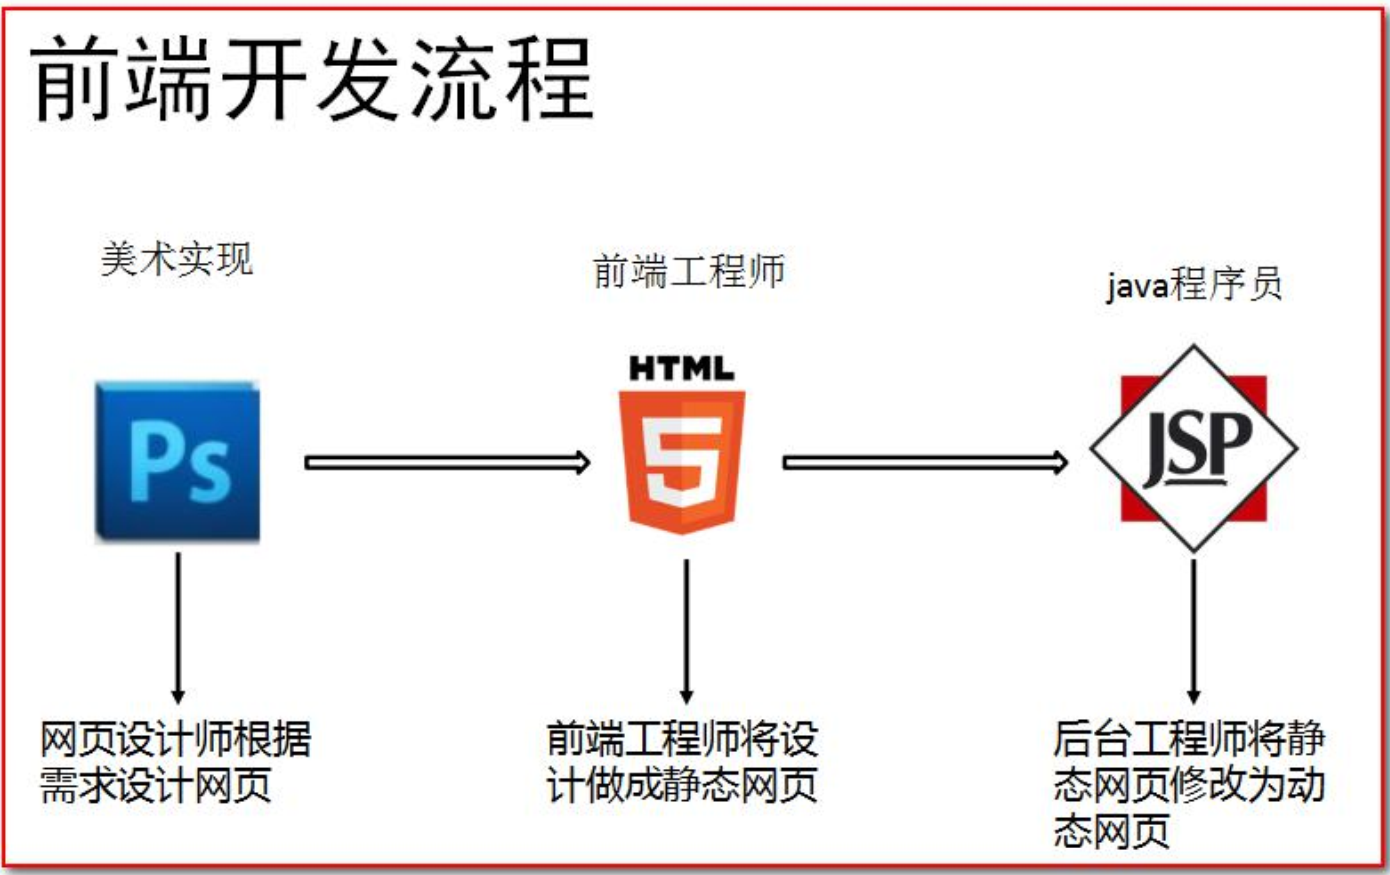 前端开发流程
美术实现
前端工程师
java程序员
Ps
HTML
5
JSP
网页设计师根据
需求设计网页
前端工程师将设
计做成静态网页
后台工程师将静
态网页修改为动
态网页